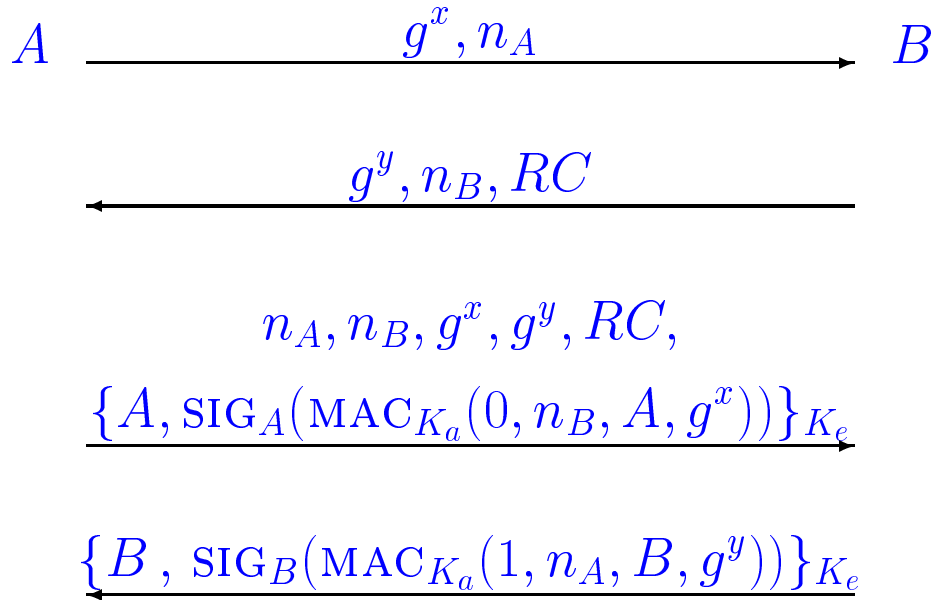 A g^x, n_A B
g^y, n_B, RC
n_A, n_B, g^x, g^y, RC,
{A, SIG_A(MAC_{K_a}(0, n_B, A, g^x))}_{K_e}
{B , SIG_B(MAC_{K_a}(1, n_A, B, g^y))}_{K_e}